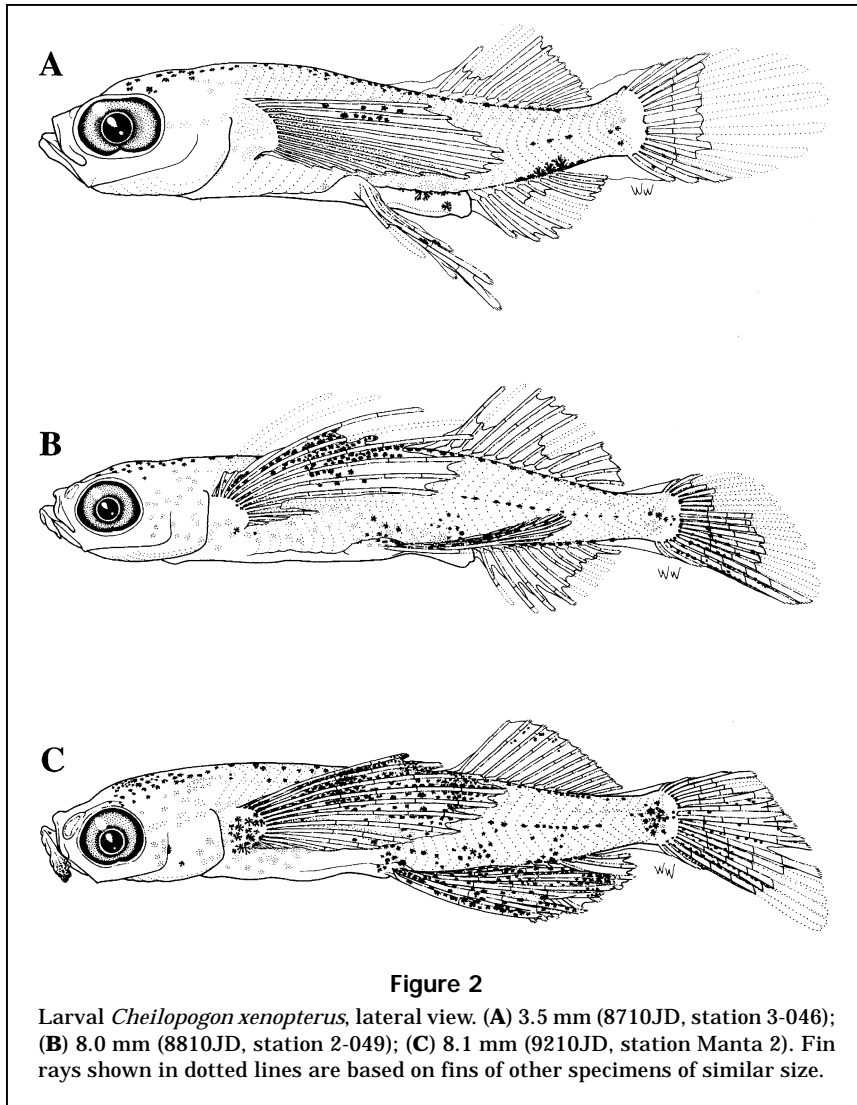 A
WW
B
WW
C
WW
Figure 2
Larval Cheilopogon xenopterus, lateral view. (A) 3.5 mm (8710JD, station 3-046);
(B) 8.0 mm (8810JD, station 2-049); (C) 8.1 mm (9210JD, station Manta 2). Fin
rays shown in dotted lines are based on fins of other specimens of similar size.